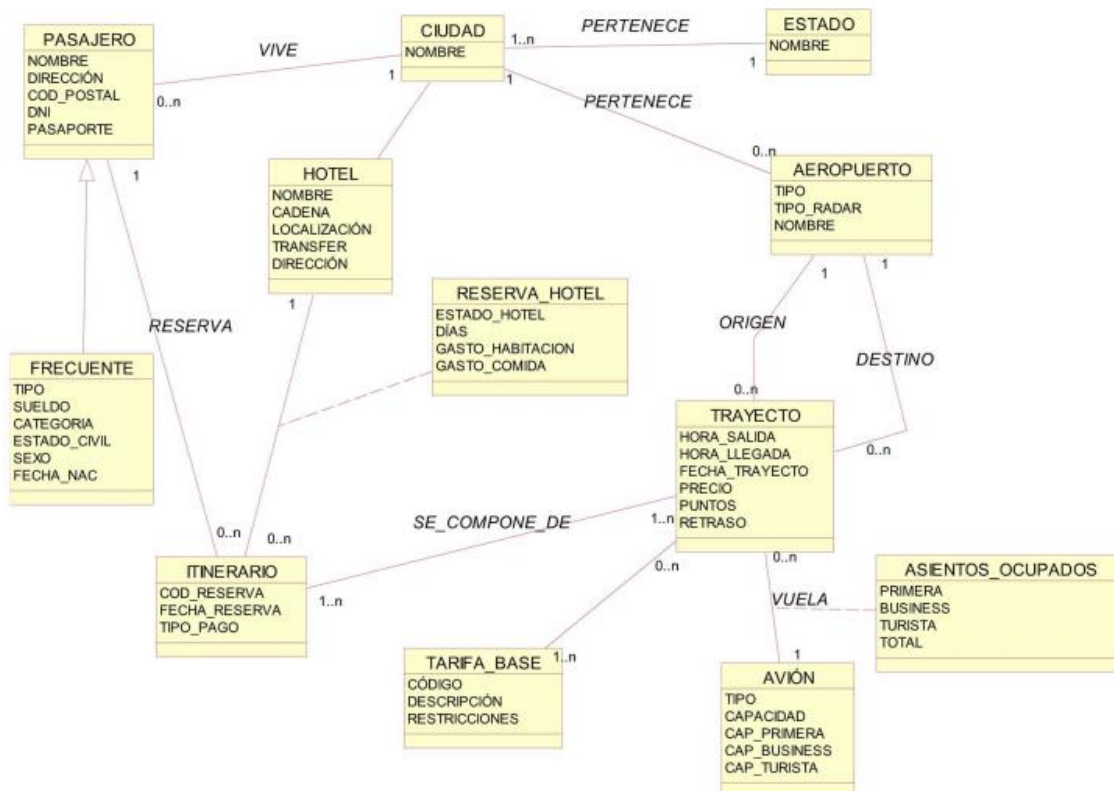 PASAJERO
NOMBRE
DIRECCIÓN
COD_POSTAL
DNI
PASAPORTE
VIVE
0..n
1
CIUDAD
NOMBRE
PERTENECE
1..n
1
ESTADO
NOMBRE
1
PERTENECE
0..n
AEROPUERTO
TIPO
TIPO_RADAR
NOMBRE
1
HOTEL
NOMBRE
CADENA
LOCALIZACIÓN
TRANSFER
DIRECCIÓN
1
RESERVA_HOTEL
ESTADO_HOTEL
DÍAS
GASTO_HABITACION
GASTO_COMIDA
RESERVA
1
1
ORIGEN
DESTINO
0..n
0..n
FRECUENTE
TIPO
SUELDO
CATEGORIA
ESTADO_CIVIL
SEXO
FECHA_NAC
TRAYECTO
HORA_SALIDA
HORA_LLEGADA
FECHA_TRAYECTO
PRECIO
PUNTOS
RETRASO
0..n
0..n
SE_COMPONE_DE
1..n
1..n
ITINERARIO
COD_RESERVA
FECHA_RESERVA
TIPO_PAGO
0..n
1..n
TARIFA_BASE
CÓDIGO
DESCRIPCIÓN
RESTRICCIONES
0..n
VUELA
1
ASIENTOS_OCUPADOS
PRIMERA
BUSINESS
TURISTA
TOTAL
AVIÓN
TIPO
CAPACIDAD
CAP_PRIMERA
CAP_BUSINESS
CAP_TURISTA